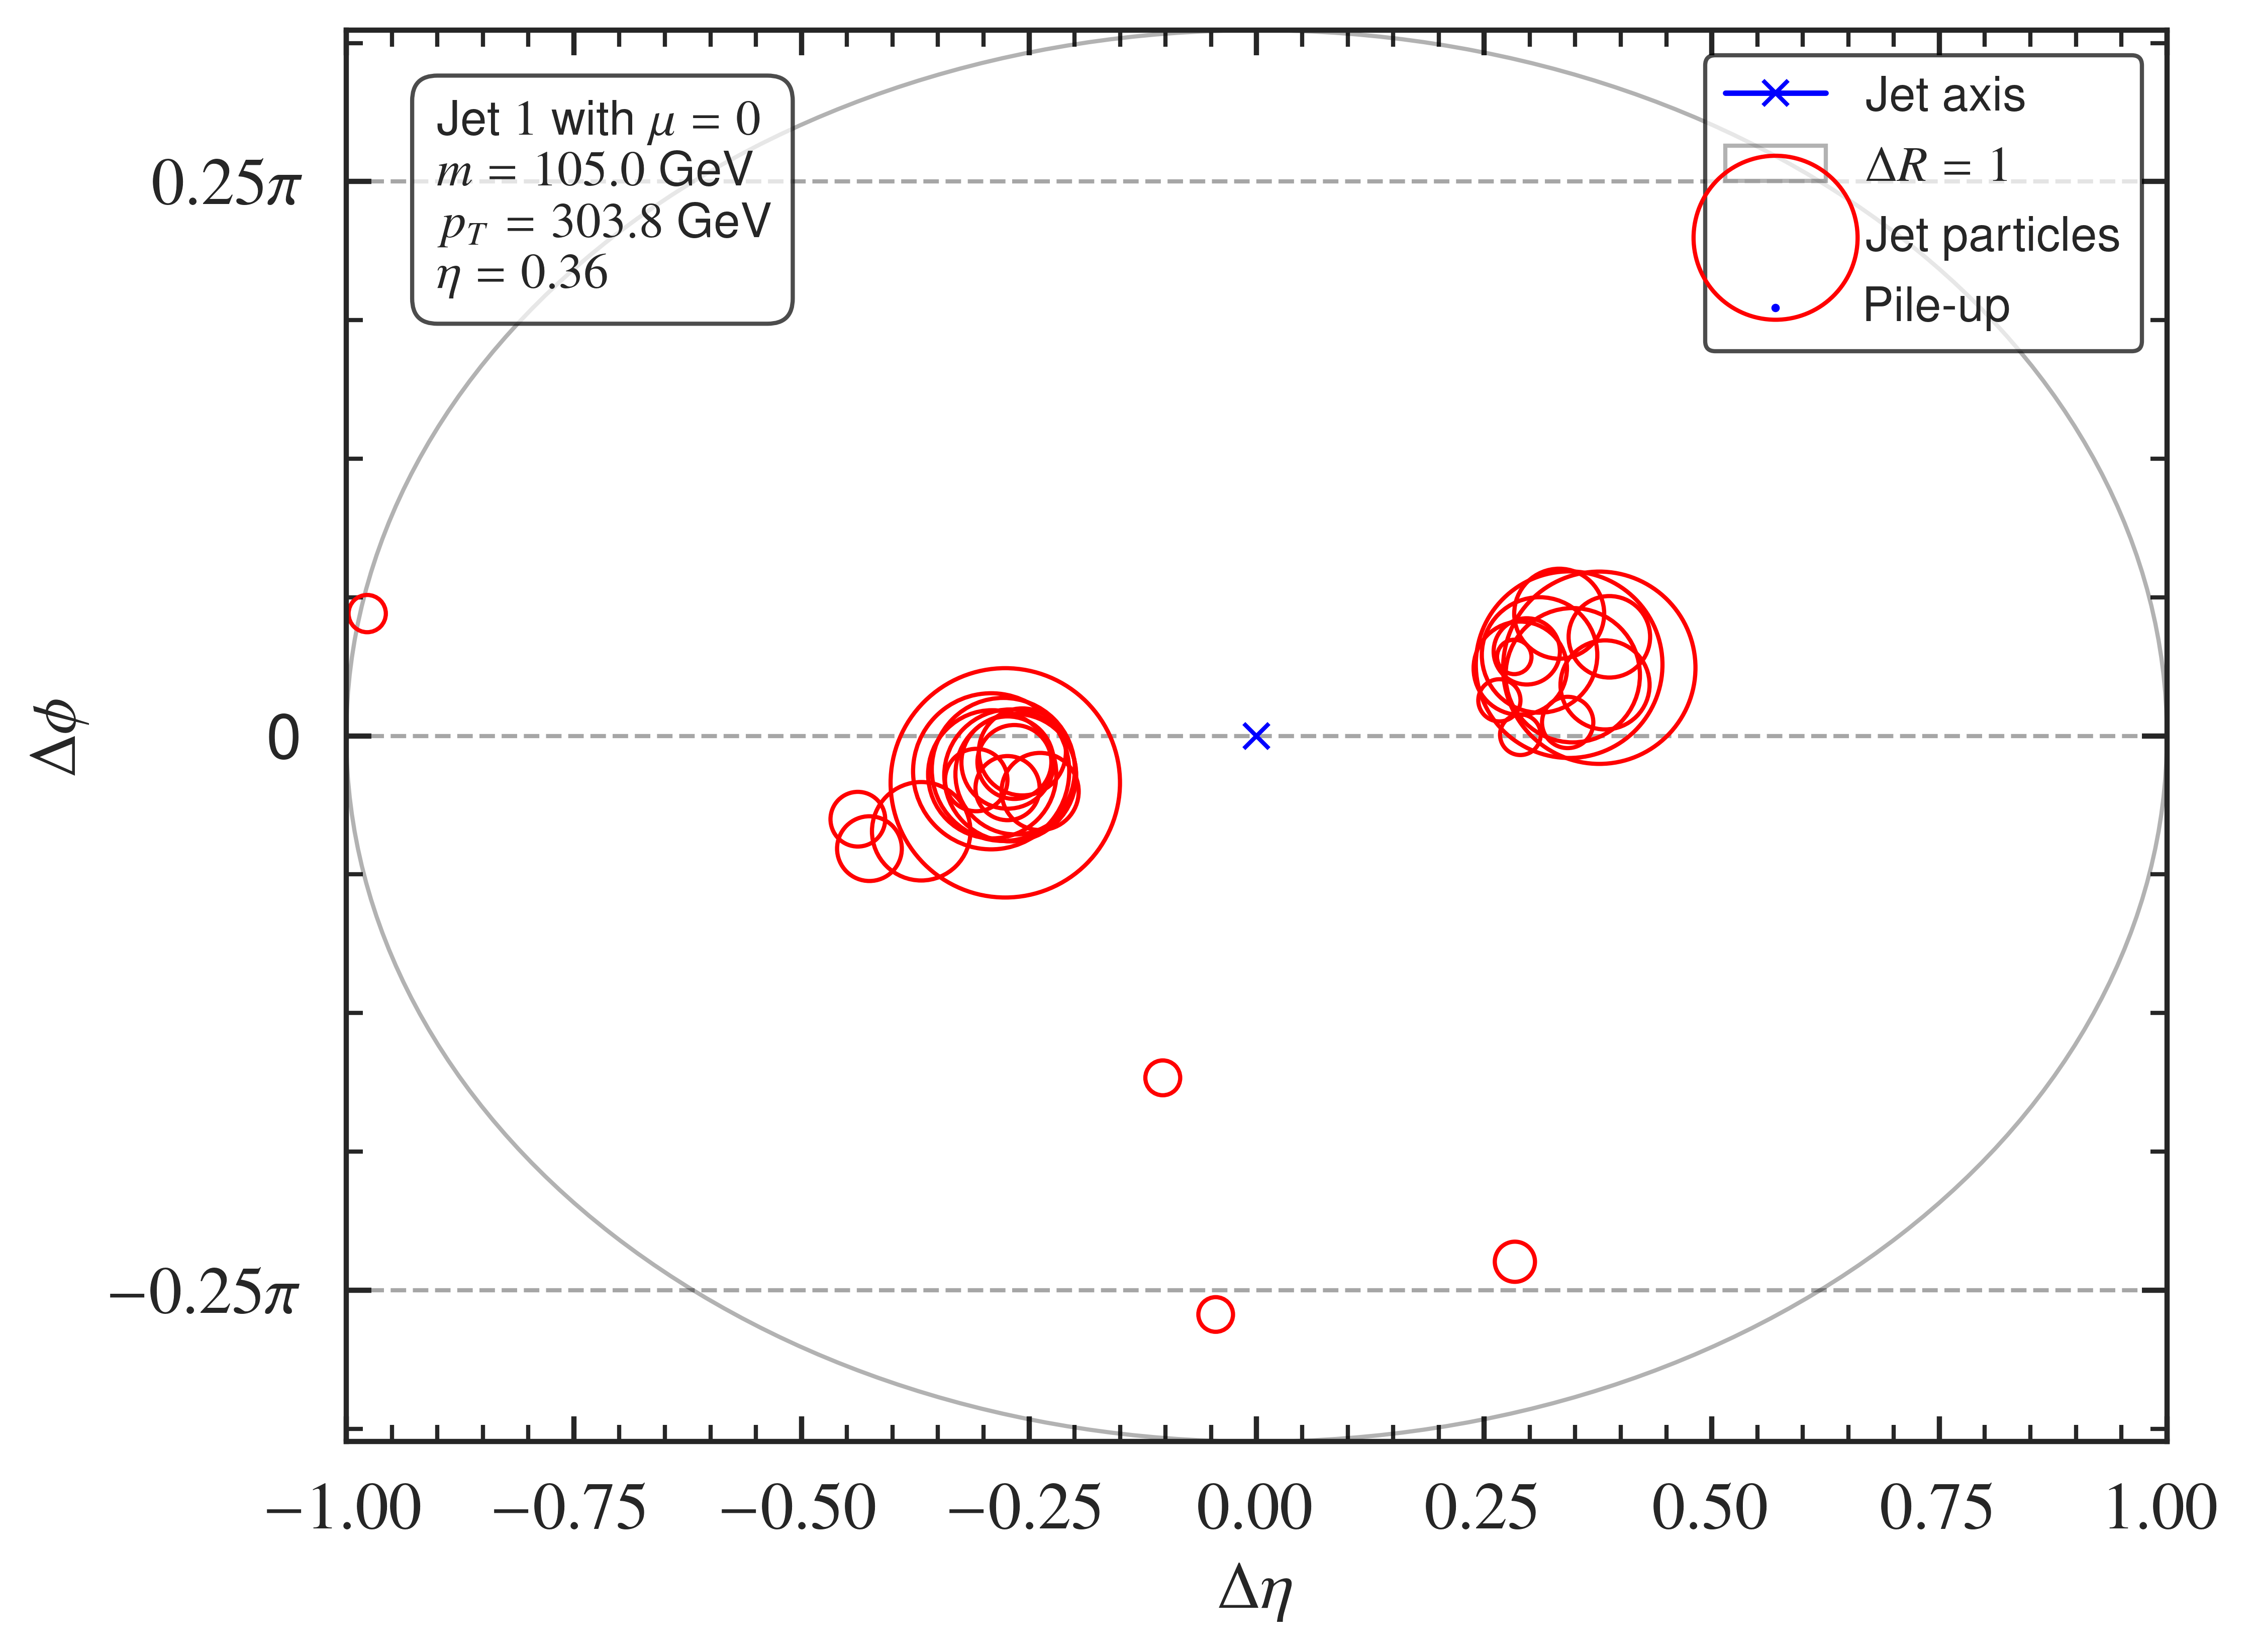 Jet 1 with μ = 0
m = 105.0 GeV
p_T = 303.8 GeV
η = 0.36
Jet axis
ΔR = 1
Jet particles
Pile-up
0.25π
0
−0.25π
Δϕ
−1.00 −0.75 −0.50 −0.25 0.00 0.25 0.50 0.75 1.00
Δη